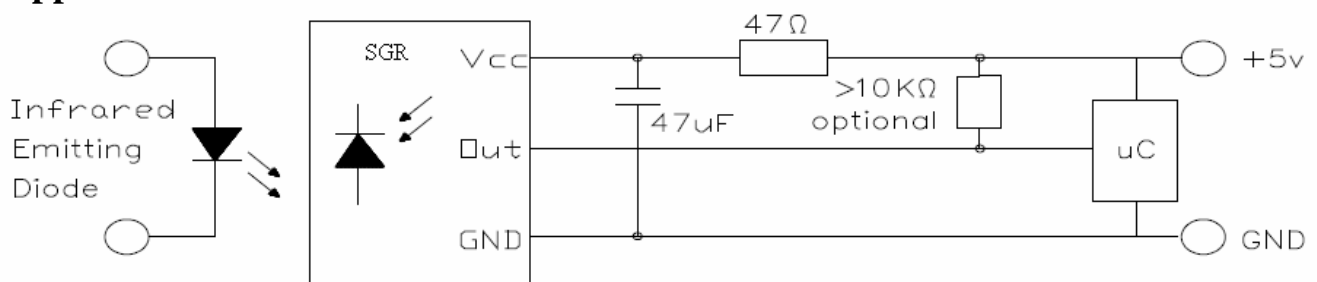 Infrared
Emitting
Diode
SGR
Vcc
Out
GND
47Ω
47uF
>10KΩ
optional
uC
+5v
GND